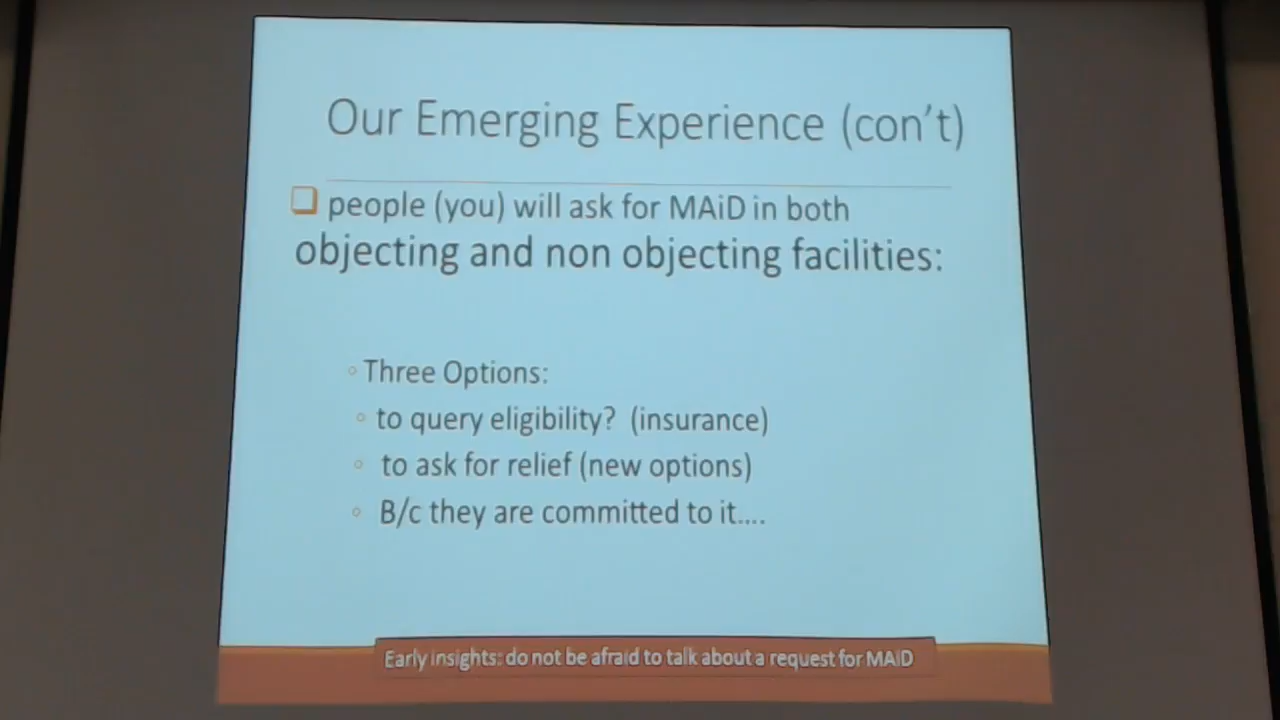 Our Emerging Experience (con't)
people (you) will ask for MAiD in both
objecting and non objecting facilities:
Three Options:
to query eligibility? (insurance)
to ask for relief (new options)
B/c they are committed to it....
Early insights: do not be afraid to talk about a request for MAiD